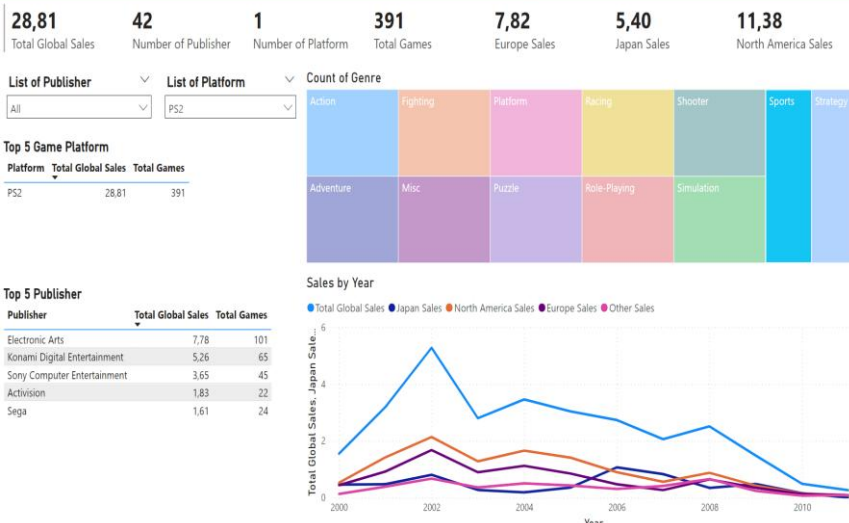 28,81 42 1 391 7,82 5,40 11,38
Total Global Sales Number of Publisher Number of Platform Total Games Europe Sales Japan Sales North America Sales
List of Publisher List of Platform
All PS2
Top 5 Game Platform
Platform Total Global Sales Total Games
PS2 28,81 391
Count of Genre
Action Fighting Platform Racing Shooter Sports Strategy
Adventure Misc Puzzle Role-Playing Simulation
Top 5 Publisher
Publisher Total Global Sales Total Games
Electronic Arts 7,78 101
Konami Digital Entertainment 5,26 65
Sony Computer Entertainment 3,65 45
Activision 1,83 22
Sega 1,61 24
Sales by Year
Total Global Sales Japan Sales North America Sales Europe Sales Other Sales
Total Global Sales, Japan Sale...
6
4
2
0
2000 2002 2004 2006 2008 2010
Year